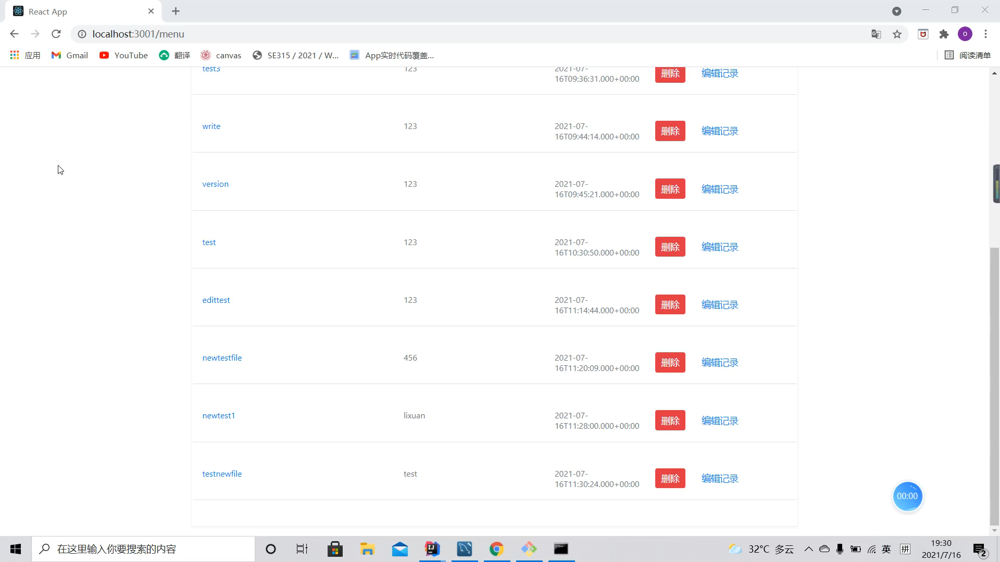 React App
localhost:3001/menu
应用 Gmail YouTube 翻译 canvas SE315 / 2021 / W... App实时代码覆盖... 阅读清单
test3 123 2021-07-
16T09:36:31.000+00:00 删除 编辑记录
write 123 2021-07-
16T09:44:14.000+00:00 删除 编辑记录
version 123 2021-07-
16T09:45:21.000+00:00 删除 编辑记录
test 123 2021-07-
16T10:30:50.000+00:00 删除 编辑记录
edittest 123 2021-07-
16T11:14:44.000+00:00 删除 编辑记录
newtestfile 456 2021-07-
16T11:20:09.000+00:00 删除 编辑记录
newtest1 lixuan 2021-07-
16T11:28:00.000+00:00 删除 编辑记录
testnewfile test 2021-07-
16T11:30:24.000+00:00 删除 编辑记录
00:00
在这里输入你要搜索的内容 32°C 多云 英 拼 19:30
2021/7/16 2